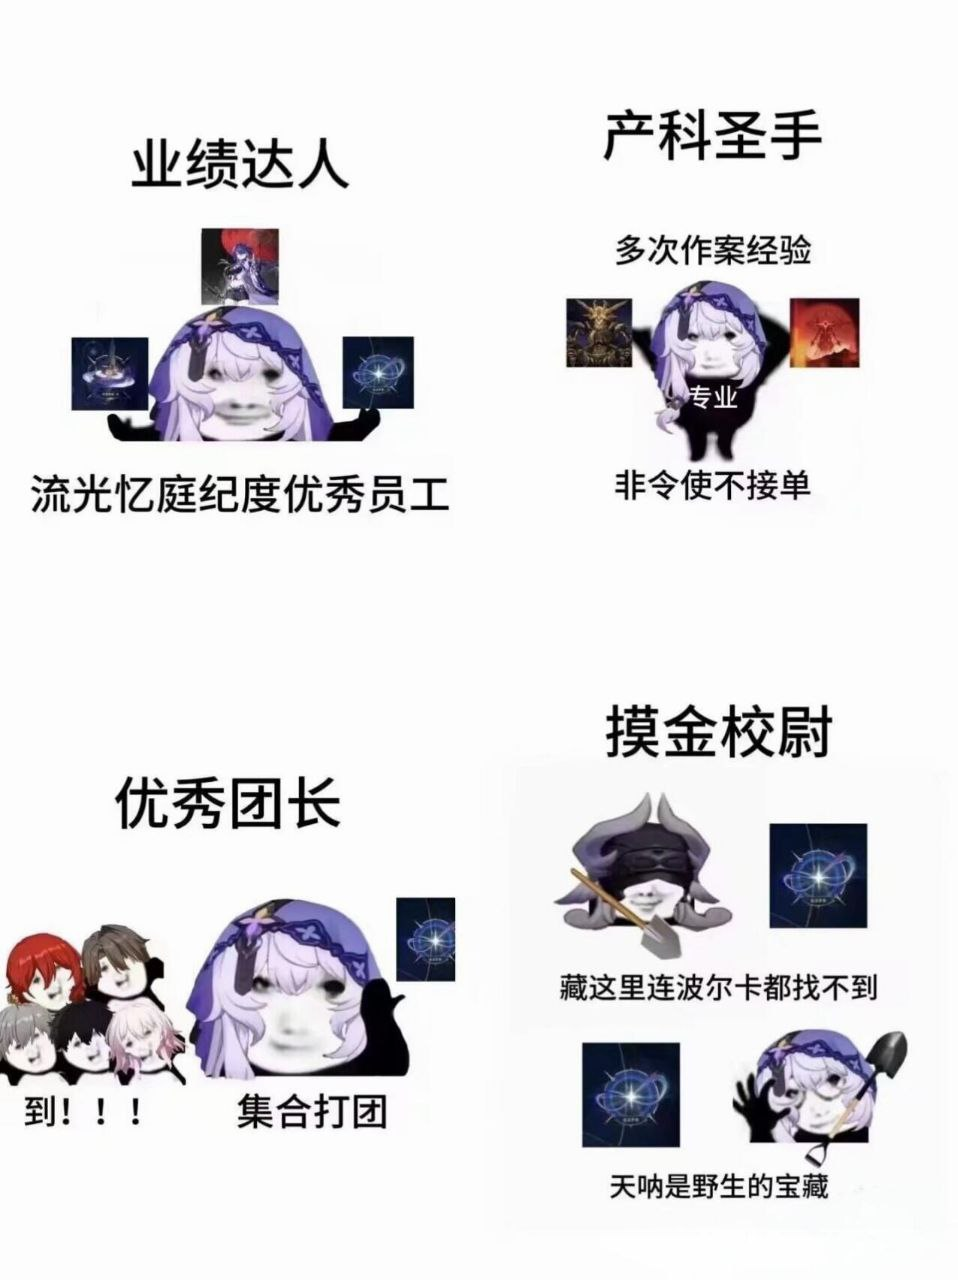 业绩达人
流光忆庭纪度优秀员工
产科圣手
多次作案经验
专业
非令使不接单
优秀团长
到！！！
集合打团
摸金校尉
藏这里连波尔卡都找不到
天呐是野生的宝藏